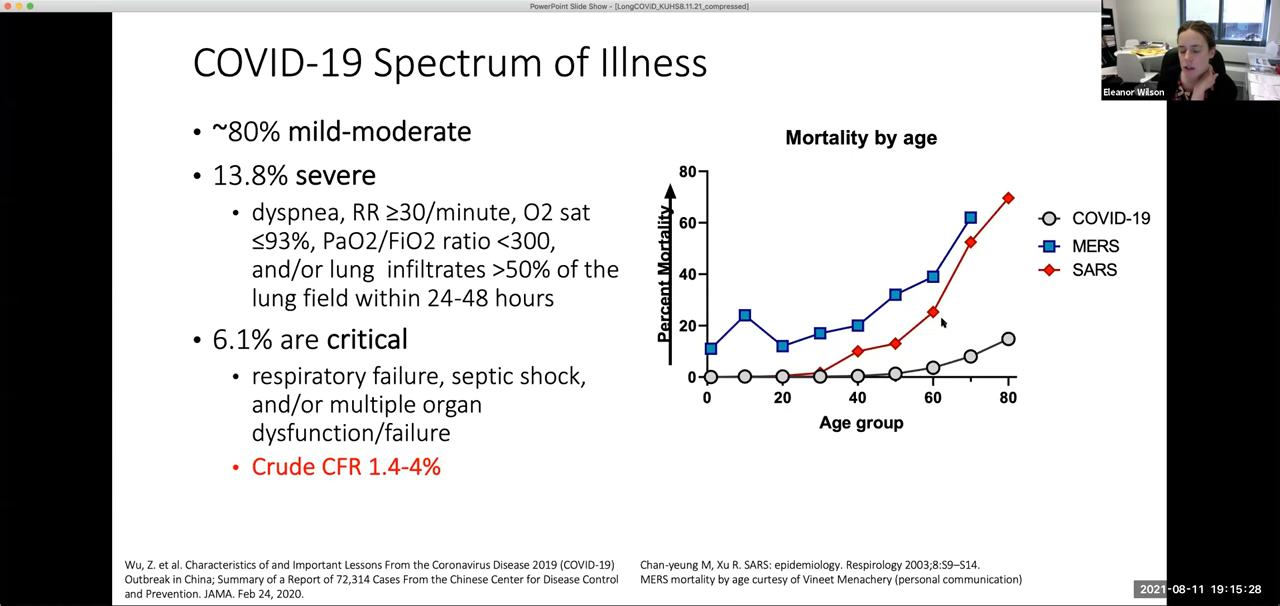 PowerPoint Slide Show - [LongCOViD_KUHS8.11.21_compressed]
COVID-19 Spectrum of Illness
Eleanor Wilson
• ~80% mild-moderate
• 13.8% severe
• dyspnea, RR ≥30/minute, O2 sat
≤93%, PaO2/FiO2 ratio <300,
and/or lung infiltrates >50% of the
lung field within 24-48 hours
• 6.1% are critical
• respiratory failure, septic shock,
and/or multiple organ
dysfunction/failure
• Crude CFR 1.4-4%
Mortality by age
Percent Mortality
80
60
40
20
0
0 20 40 60 80
Age group
COVID-19
MERS
SARS
Wu, Z. et al. Characteristics of and Important Lessons From the Coronavirus Disease 2019 (COVID-19)
Outbreak in China; Summary of a Report of 72,314 Cases From the Chinese Center for Disease Control
and Prevention. JAMA. Feb 24, 2020.
Chan-yeung M, Xu R. SARS: epidemiology. Respirology 2003;8:S9–S14.
MERS mortality by age curtesy of Vineet Menachery (personal communication)
2021-08-11 19:15:28